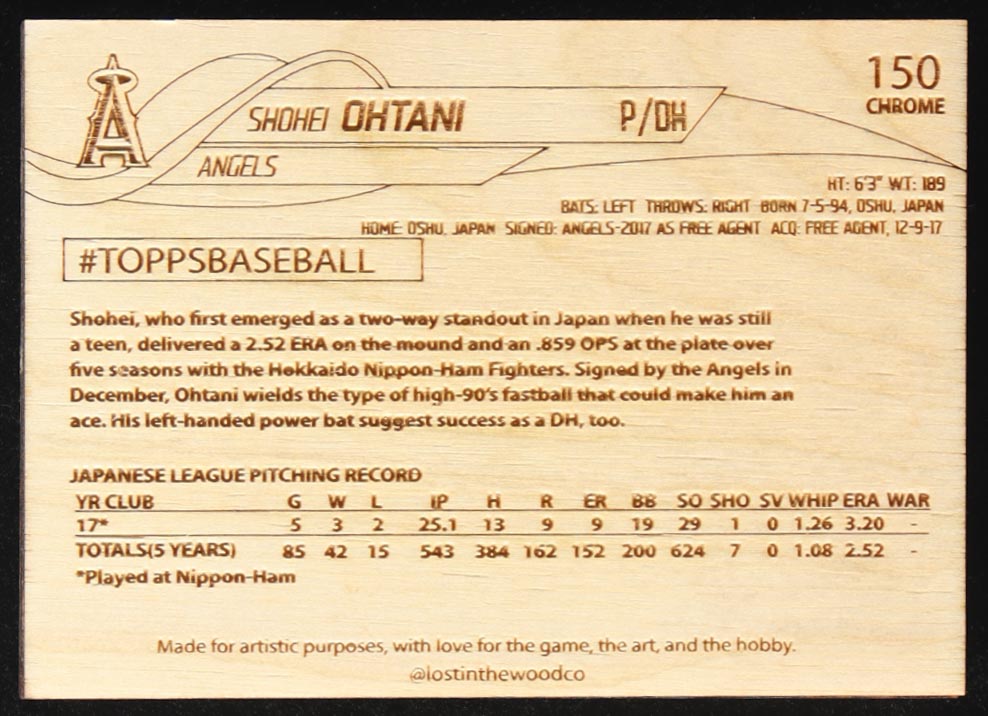 150
CHROME
SHOHEI OHTANI P/DH
ANGELS
HT: 6'3" WT: 189
BATS: LEFT THROWS: RIGHT BORN 7-5-94, OSHU, JAPAN
HOME: OSHU, JAPAN SIGNED: ANGELS-2017 AS FREE AGENT ACQ: FREE AGENT, 12-9-17
#TOPPSBASEBALL
Shohei, who first emerged as a two-way standout in Japan when he was still
a teen, delivered a 2.52 ERA on the mound and an .859 OPS at the plate over
five seasons with the Hokkaido Nippon-Ham Fighters. Signed by the Angels in
December, Ohtani wields the type of high-90's fastball that could make him an
ace. His left-handed power bat suggest success as a DH, too.
JAPANESE LEAGUE PITCHING RECORD
YR CLUB G W L IP H R ER BB SO SHO SV WHIP ERA WAR
17* 5 3 2 25.1 13 9 9 19 29 1 0 1.26 3.20 -
TOTALS(5 YEARS) 85 42 15 543 384 162 152 200 624 7 0 1.08 2.52 -
*Played at Nippon-Ham
Made for artistic purposes, with love for the game, the art, and the hobby.
@lostinthewoodco